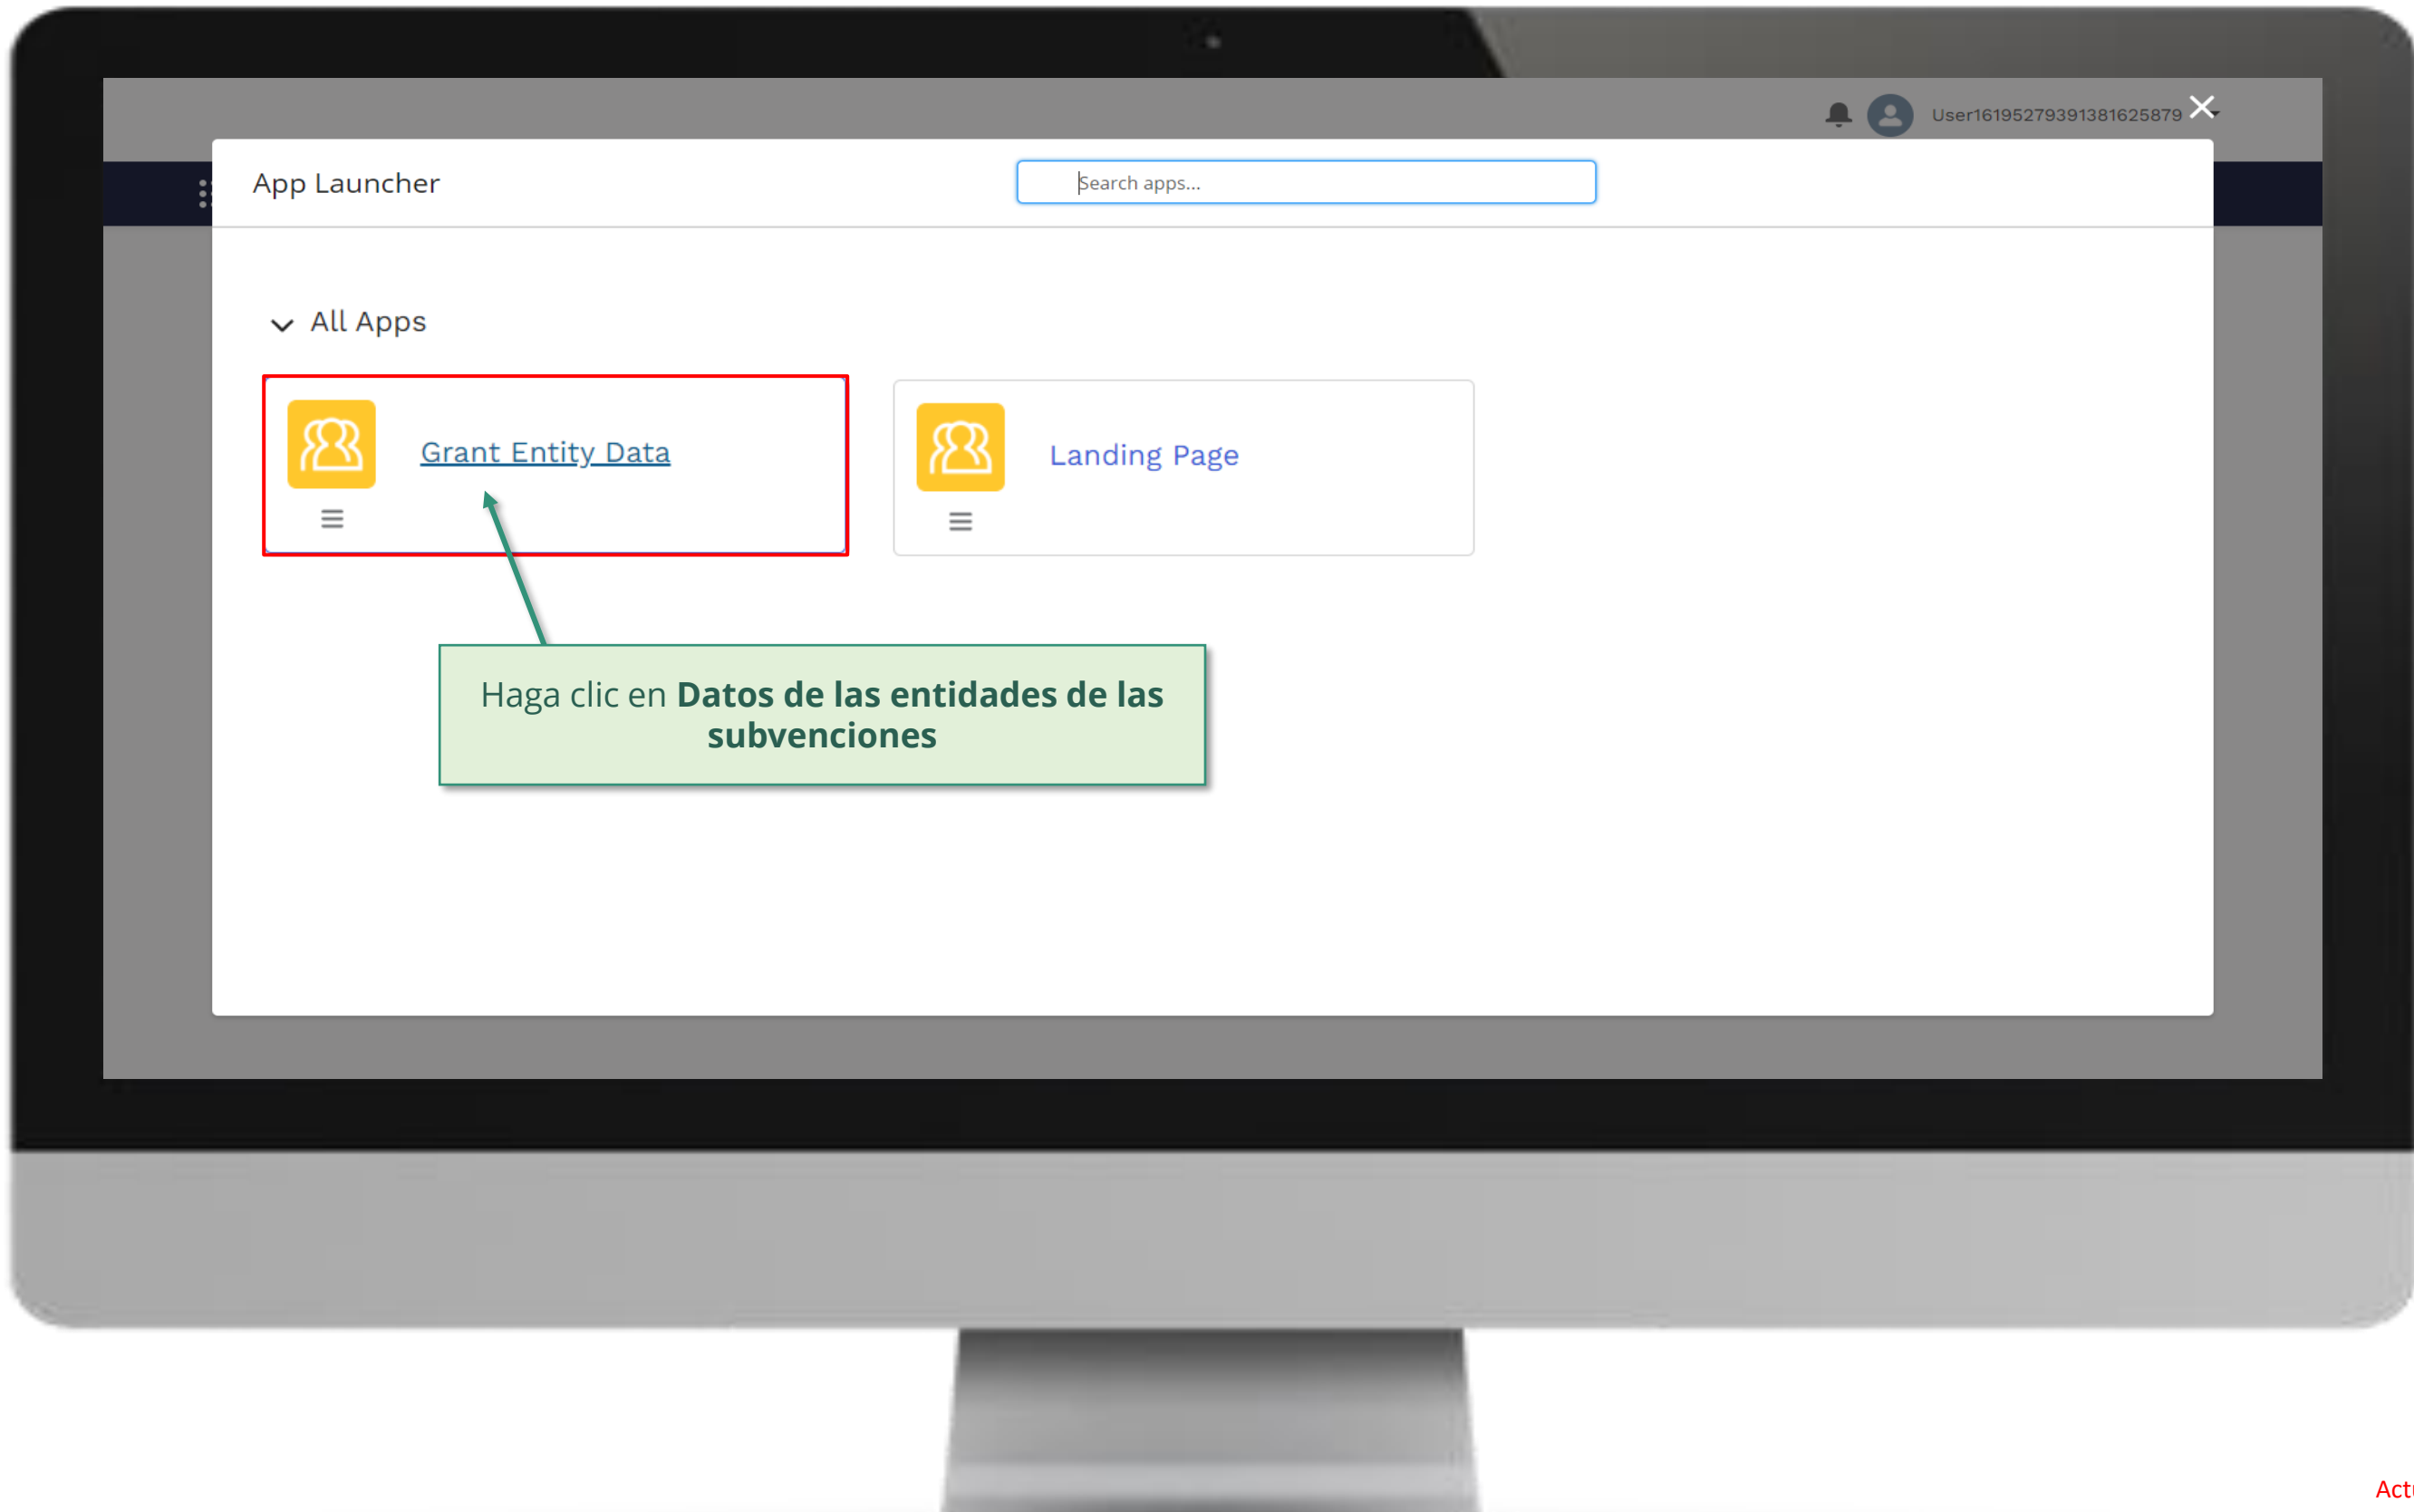 User16195279391381625879
App Launcher
Search apps...
All Apps
Grant Entity Data
Landing Page
Haga clic en Datos de las entidades de las
subvenciones